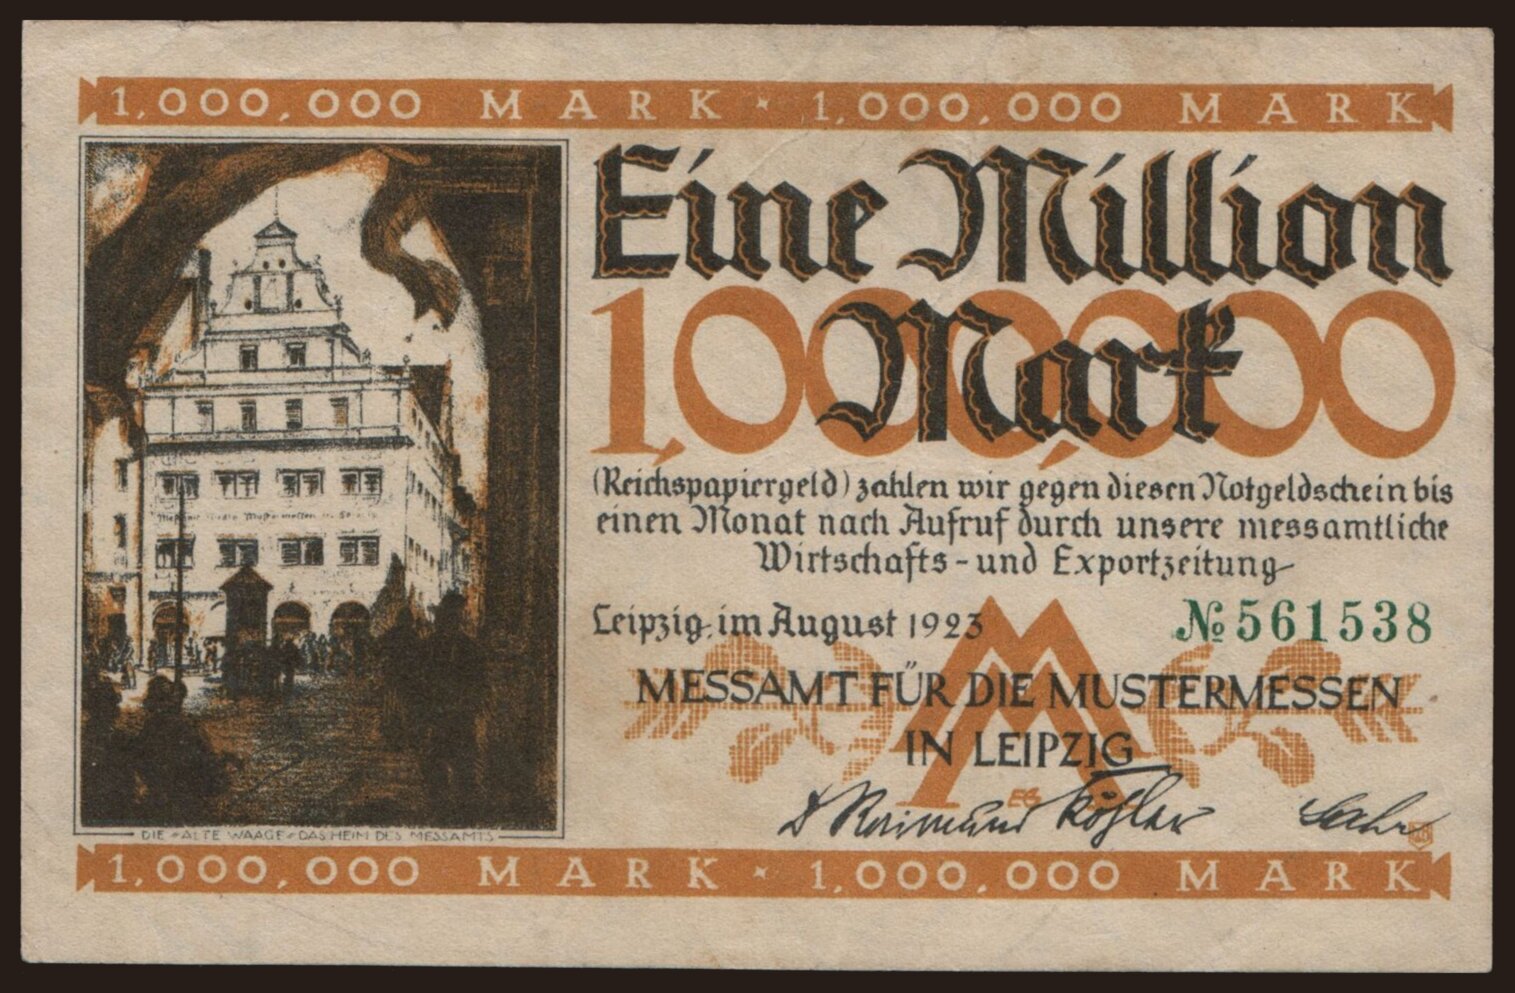 1,000,000 MARK · 1,000,000 MARK
Eine Million
1,000,000
Mark
(Reichspapiergeld) zahlen wir gegen diesen Notgeldschein bis
einen Monat nach Aufruf durch unsere messamtliche
Wirtschafts-und Exportzeitung
Leipzig, im August 1923
№ 561538
MESSAMT FÜR DIE MUSTERMESSEN
IN LEIPZIG
Dr Raimund Köhler
DIE "ALTE WAAGE" DAS HEIM DES MESSAMTS
1,000,000 MARK · 1,000,000 MARK